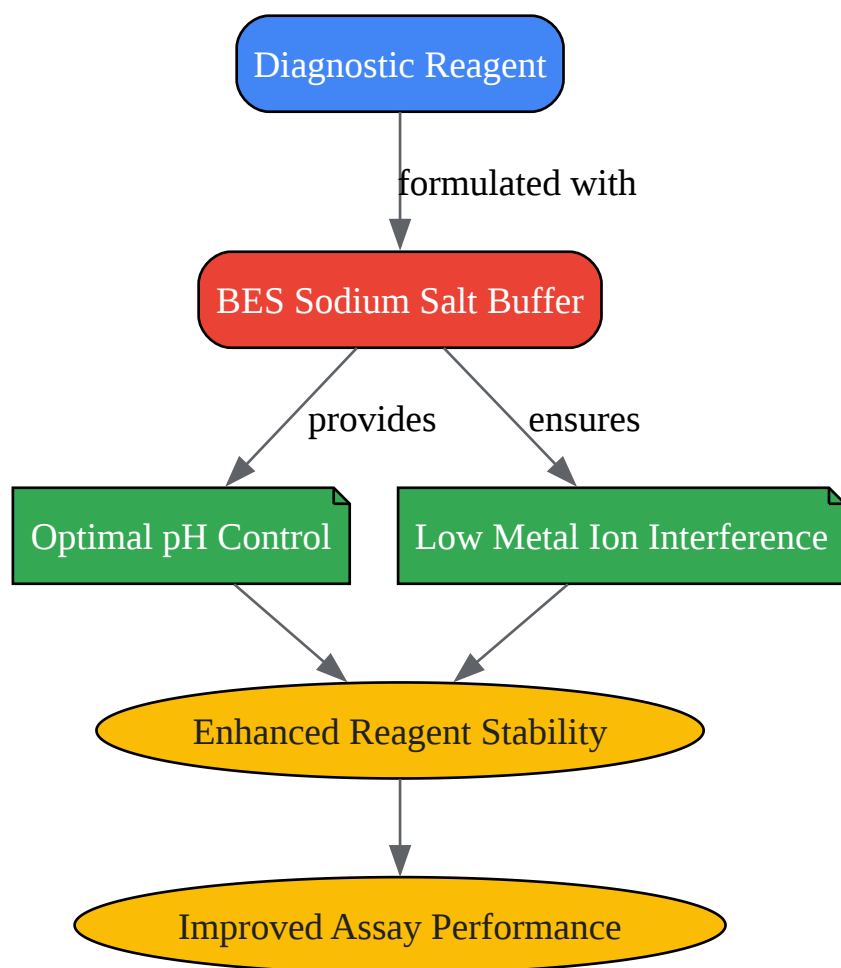 Diagnostic Reagent
formulated with
BES Sodium Salt Buffer
provides
ensures
Optimal pH Control
Low Metal Ion Interference
Enhanced Reagent Stability
Improved Assay Performance